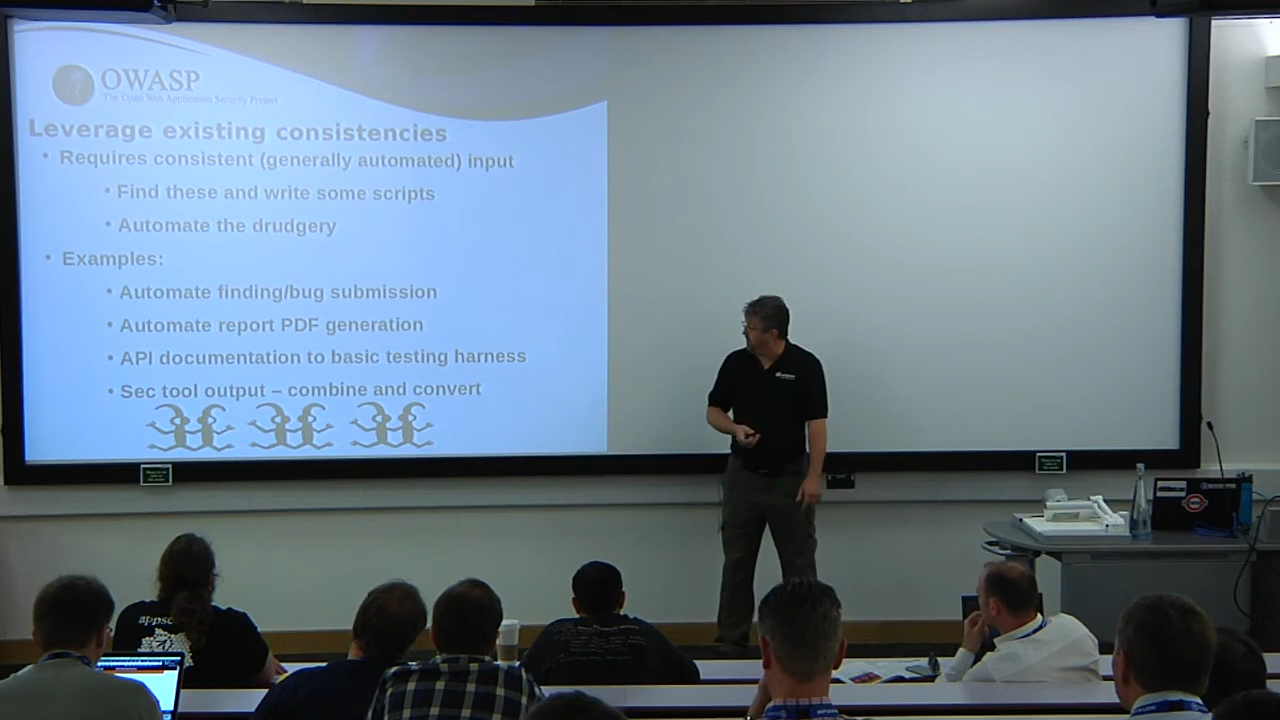 OWASP
The Open Web Application Security Project
Leverage existing consistencies
• Requires consistent (generally automated) input
• Find these and write some scripts
• Automate the drudgery
• Examples:
• Automate finding/bug submission
• Automate report PDF generation
• API documentation to basic testing harness
• Sec tool output – combine and convert
appsec